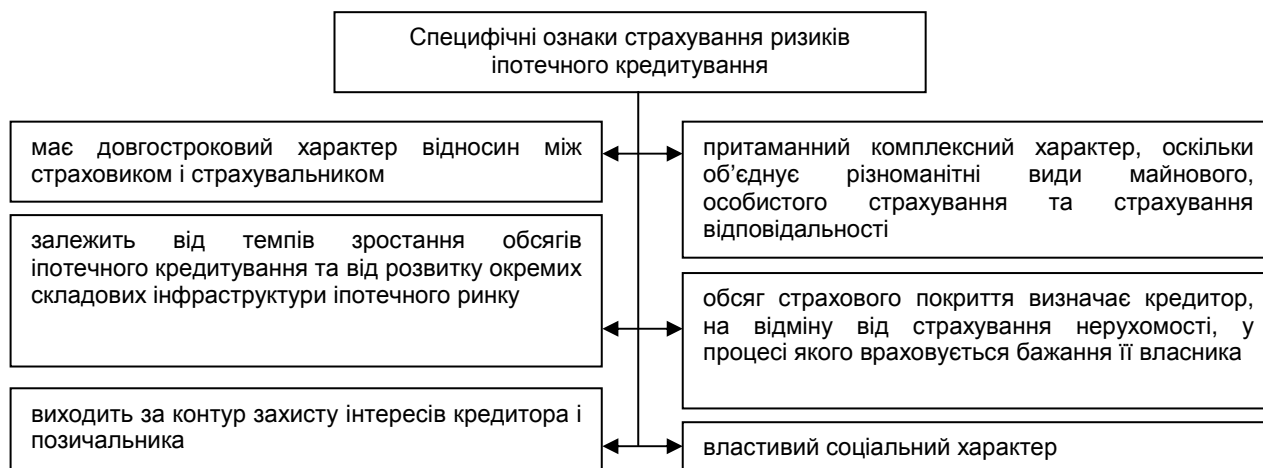 Специфічні ознаки страхування ризиків
іпотечного кредитування
має довгостроковий характер відносин між
страховиком і страхувальником
притаманний комплексний характер, оскільки
об’єднує різноманітні види майнового,
особистого страхування та страхування
відповідальності
залежить від темпів зростання обсягів
іпотечного кредитування та від розвитку окремих
складових інфраструктури іпотечного ринку
обсяг страхового покриття визначає кредитор,
на відміну від страхування нерухомості, у
процесі якого враховується бажання її власника
виходить за контур захисту інтересів кредитора і
позичальника
властивий соціальний характер